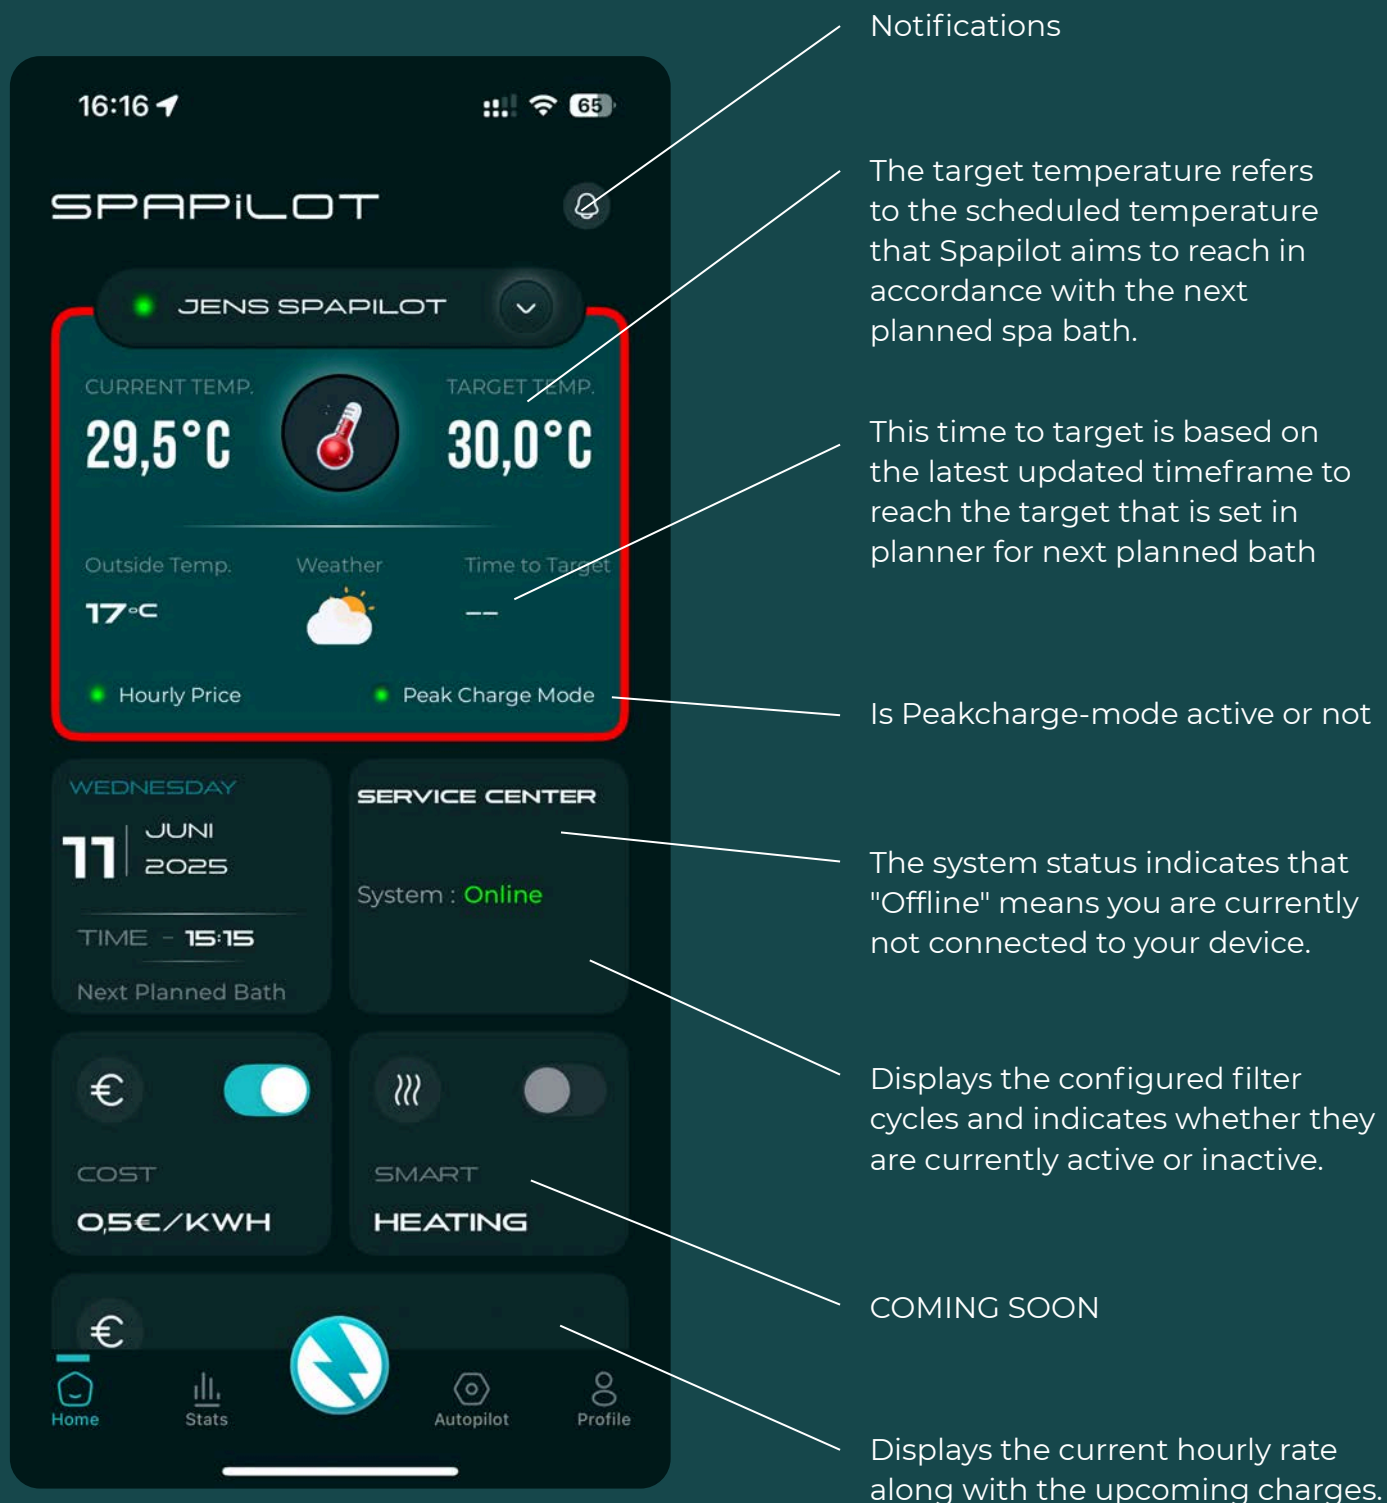 Notifications
16:16
65
SPAPiLOT
The target temperature refers
to the scheduled temperature
that Spapilot aims to reach in
accordance with the next
planned spa bath.
JENS SPAPILOT
CURRENT TEMP.
TARGET TEMP.
29,5°C
30,0°C
This time to target is based on
the latest updated timeframe to
reach the target that is set in
planner for next planned bath
Outside Temp.
Weather
Time to Target
17°C
--
Hourly Price
Peak Charge Mode
Is Peakcharge-mode active or not
WEDNESDAY
11
JUNI
2025
TIME - 15:15
Next Planned Bath
SERVICE CENTER
System : Online
The system status indicates that
"Offline" means you are currently
not connected to your device.
Displays the configured filter
cycles and indicates whether they
are currently active or inactive.
€
COST
0,5€/KWH
SMART
HEATING
COMING SOON
€
Home
Stats
Autopilot
Profile
Displays the current hourly rate
along with the upcoming charges.